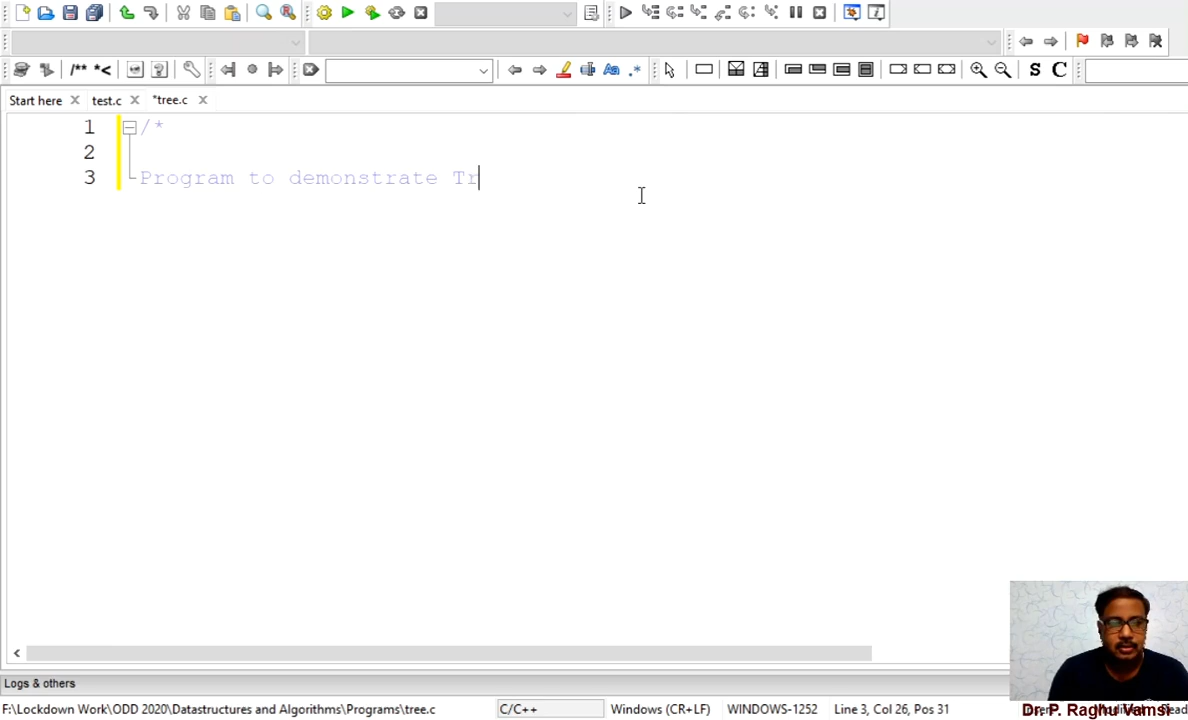 /** *<
.*
S C
Start here
test.c
*tree.c
1 /*
2
3 Program to demonstrate Tr
Logs & others
F:\Lockdown Work\ODD 2020\Datastructures and Algorithms\Programs\tree.c C/C++ Windows (CR+LF) WINDOWS-1252 Line 3, Col 26, Pos 31
Dr. P. Raghu Vamsi